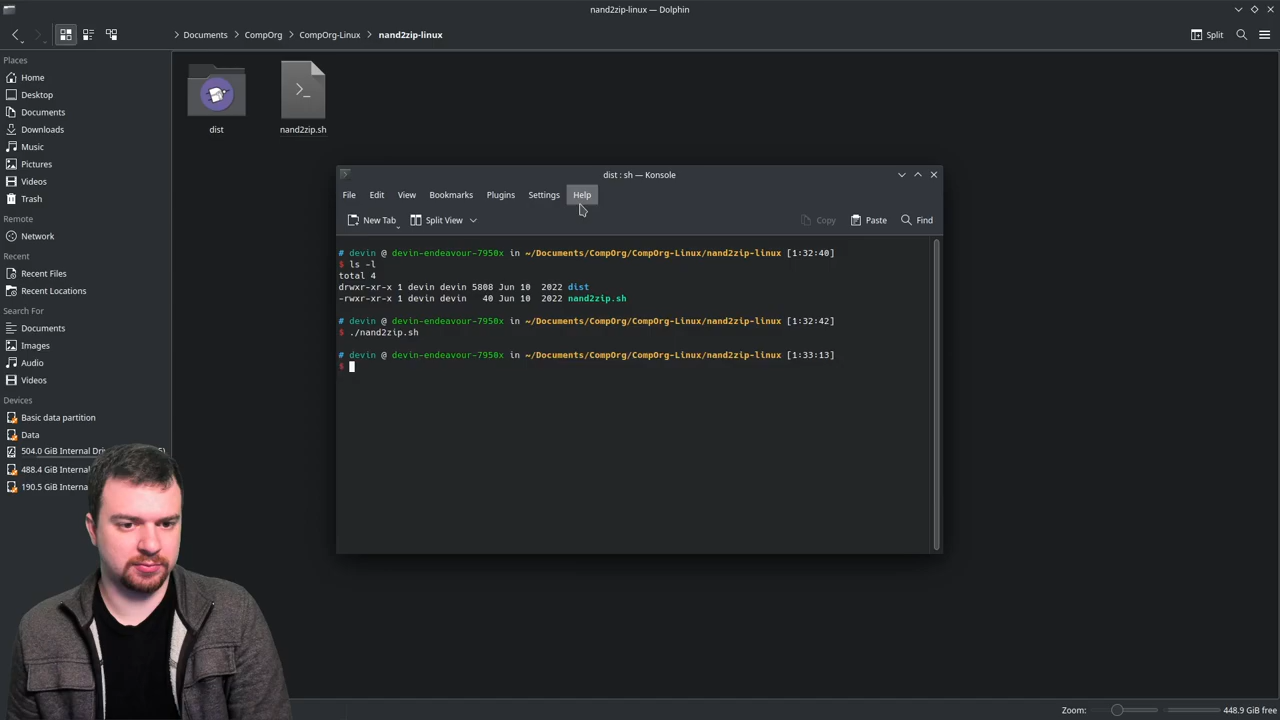 nand2zip-linux — Dolphin
Documents
CompOrg
CompOrg-Linux
nand2zip-linux
Split
Places
Home
Desktop
Documents
Downloads
Music
Pictures
Videos
Trash
Remote
Network
Recent
Recent Files
Recent Locations
Search For
Documents
Images
Audio
Videos
Devices
Basic data partition
Data
504.0 GiB Internal
488.4 GiB Internal
190.5 GiB
dist
nand2zip.sh
dist : sh — Konsole
File Edit View Bookmarks Plugins Settings Help
New Tab Split View Copy Paste Find
# devin @ devin-endeavour-7950x in ~/Documents/CompOrg/CompOrg-Linux/nand2zip-linux [1:32:40]
$ ls -l
total 4
drwxr-xr-x 1 devin devin 5808 Jun 10  2022 dist
-rwxr-xr-x 1 devin devin   40 Jun 10  2022 nand2zip.sh
# devin @ devin-endeavour-7950x in ~/Documents/CompOrg/CompOrg-Linux/nand2zip-linux [1:32:42]
$ ./nand2zip.sh
# devin @ devin-endeavour-7950x in ~/Documents/CompOrg/CompOrg-Linux/nand2zip-linux [1:33:13]
$
Zoom:
448.9 GiB free